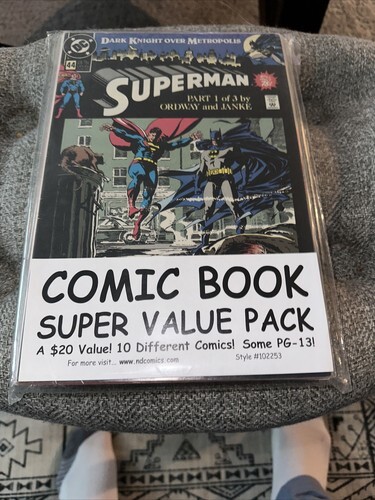 DARK KNIGHT OVER METROPOLIS
DC
44
SUPERMAN
PART 1 of 3 by
ORDWAY and JANKE
COMIC BOOK
SUPER VALUE PACK
A $20 Value! 10 Different Comics! Some PG-13!
For more visit... www.ndcomics.com
Style #102253